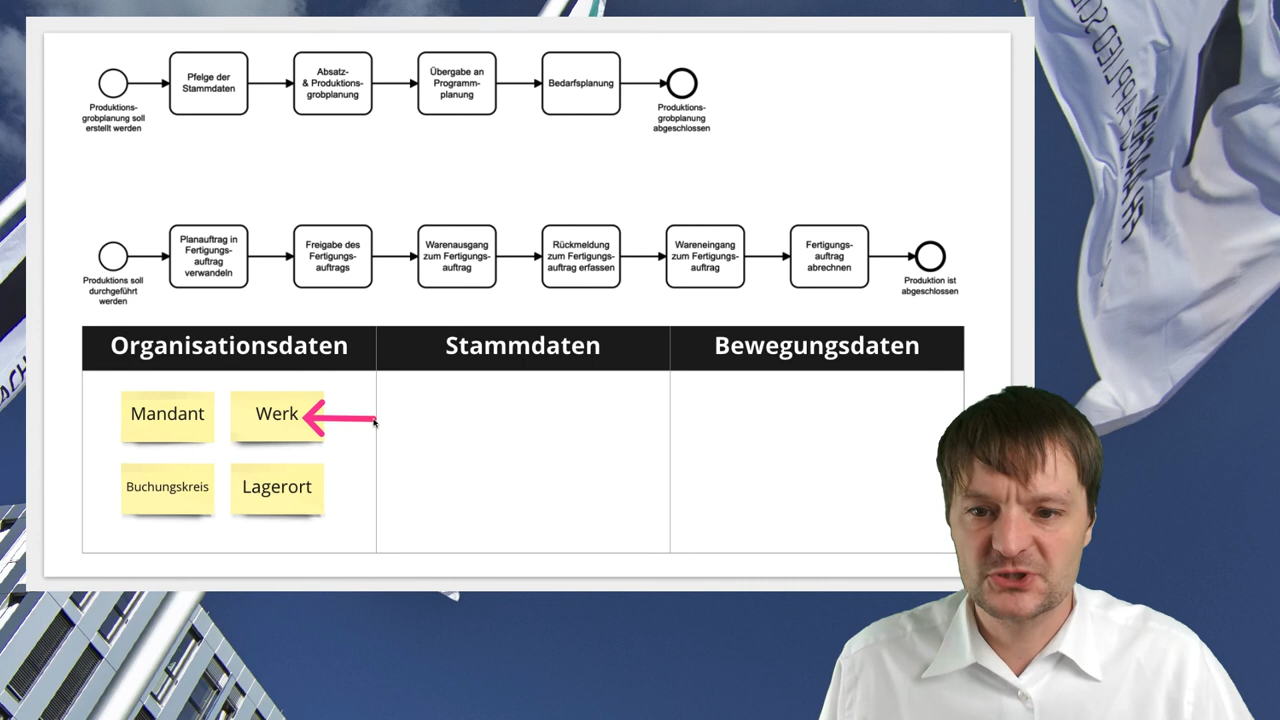 Pfelge der
Stammdaten
Absatz-
& Produktions-
grobplanung
Übergabe an
Programm-
planung
Bedarfsplanung
Produktions-
grobplanung soll
erstellt werden
Produktions-
grobplanung
abgeschlossen
Planauftrag in
Fertigungs-
auftrag
verwandeln
Freigabe des
Fertigungs-
auftrags
Warenausgang
zum Fertigungs-
auftrag
Rückmeldung
zum Fertigungs-
auftrag erfassen
Wareneingang
zum Fertigungs-
auftrag
Fertigungs-
auftrag
abrechnen
Produktions soll
durchgeführt
werden
Produktion ist
abgeschlossen
Organisationsdaten
Stammdaten
Bewegungsdaten
Mandant
Werk
Buchungskreis
Lagerort
FH AACHEN